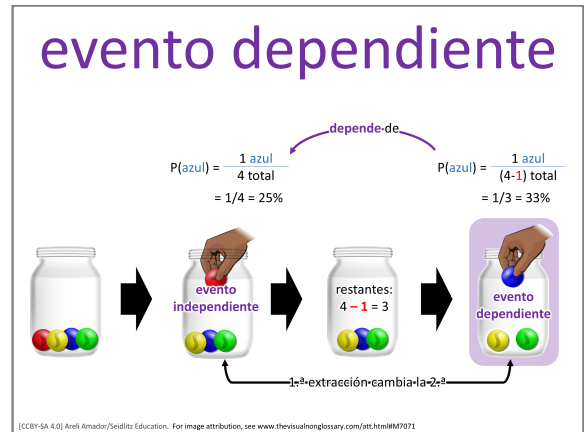 evento dependiente
depende de
P(azul) = 1 azul / 4 total
= 1/4 = 25%
P(azul) = 1 azul / (4-1) total
= 1/3 = 33%
evento
independiente
restantes:
4 – 1 = 3
evento
dependiente
1.ª extracción cambia la 2.ª
[CCBY-SA 4.0] Areli Amador/Seidlitz Education. For image attribution, see www.thevisualnonglossary.com/att.html#M7071